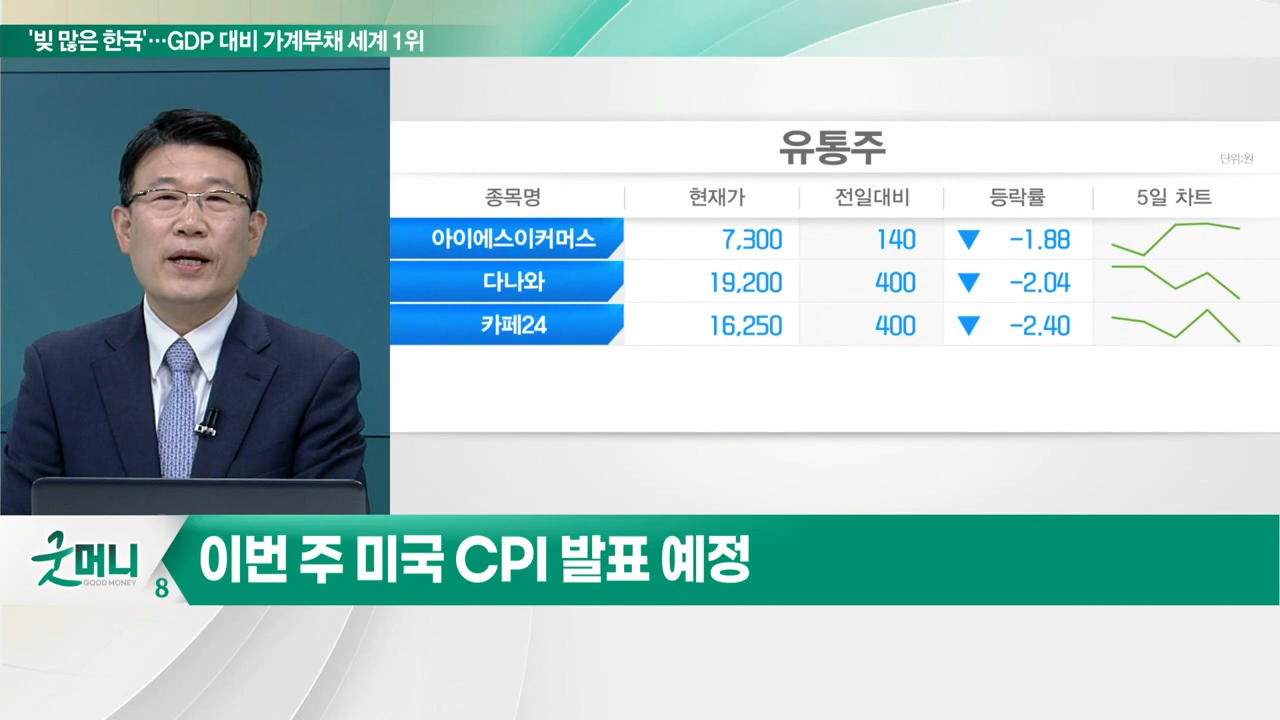 '빚 많은 한국'…GDP 대비 가계부채 세계 1위
유통주
단위:원
종목명 현재가 전일대비 등락률 5일 차트
아이에스이커머스 7,300 140 ▼ -1.88
다나와 19,200 400 ▼ -2.04
카페24 16,250 400 ▼ -2.40
굿머니
GOOD MONEY
8
이번 주 미국 CPI 발표 예정